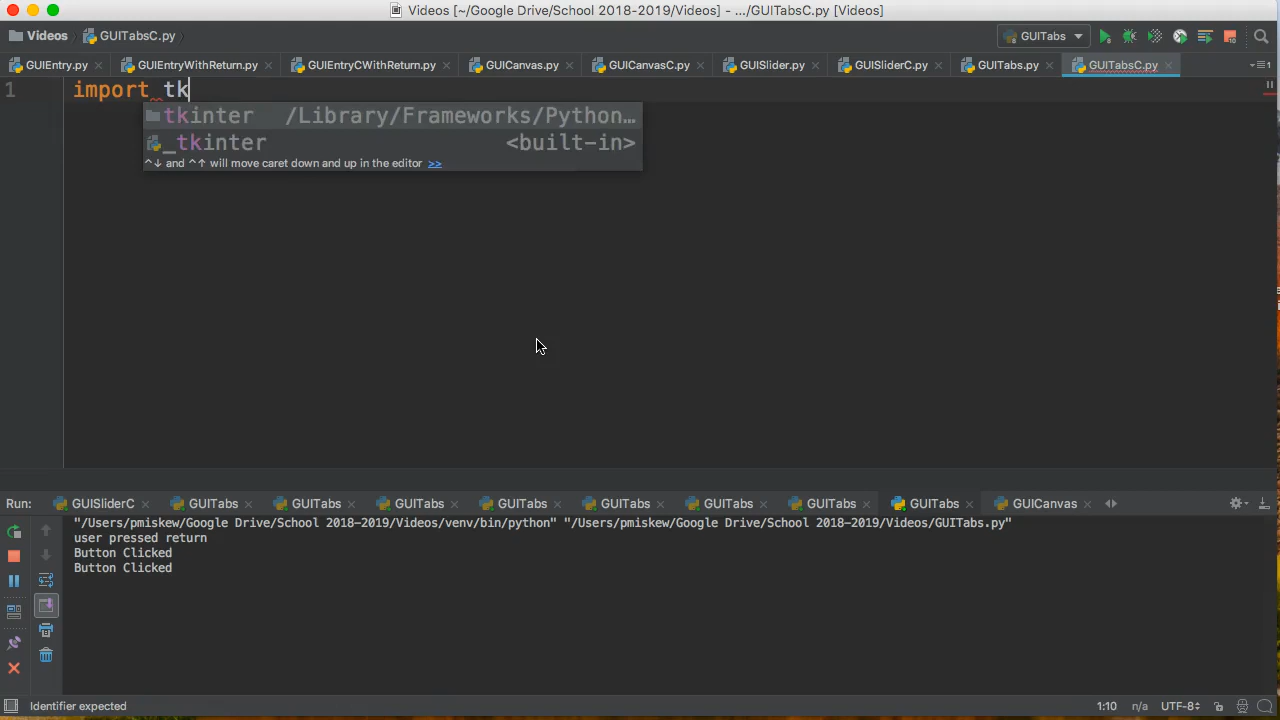 Videos [~/Google Drive/School 2018-2019/Videos] - .../GUITabsC.py [Videos]
Videos GUITabsC.py GUITabs
GUIEntry.py GUIEntryWithReturn.py GUIEntryCWithReturn.py GUICanvas.py GUICanvasC.py GUISlider.py GUISliderC.py GUITabs.py GUITabsC.py
1 import tk
tkinter /Library/Frameworks/Python…
_tkinter <built-in>
^↓ and ^↑ will move caret down and up in the editor >>
Run: GUISliderC GUITabs GUITabs GUITabs GUITabs GUITabs GUITabs GUITabs GUITabs GUICanvas
"/Users/pmiskew/Google Drive/School 2018-2019/Videos/venv/bin/python" "/Users/pmiskew/Google Drive/School 2018-2019/Videos/GUITabs.py"
user pressed return
Button Clicked
Button Clicked
Identifier expected 1:10 n/a UTF-8